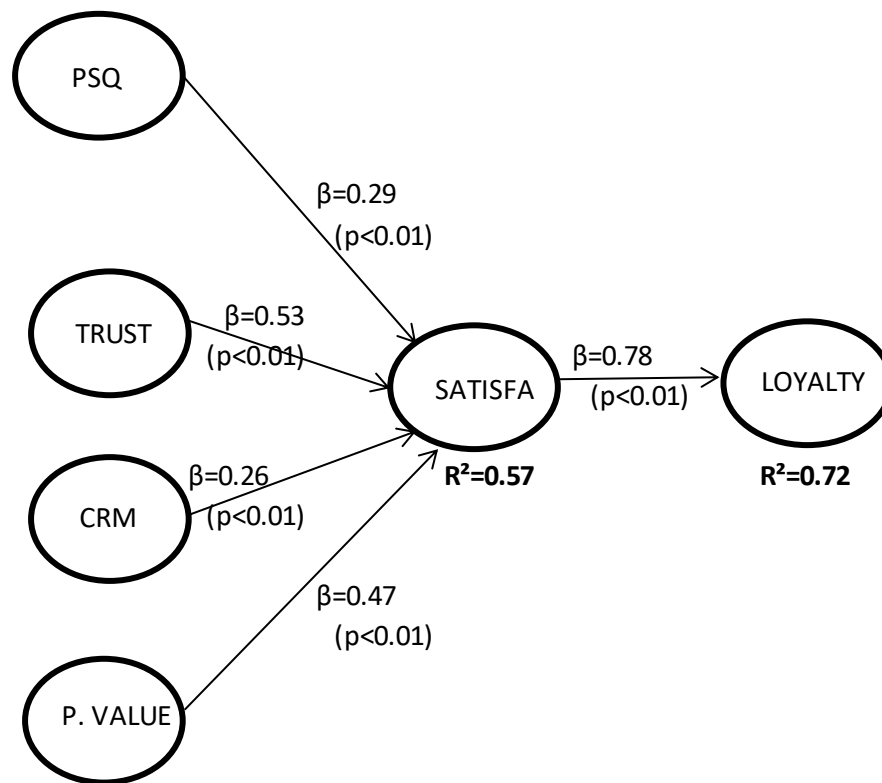 PSQ
β=0.29
(p<0.01)
TRUST
β=0.53
(p<0.01)
SATISFA
R²=0.57
β=0.78
(p<0.01)
LOYALTY
R²=0.72
CRM
β=0.26
(p<0.01)
β=0.47
(p<0.01)
P. VALUE